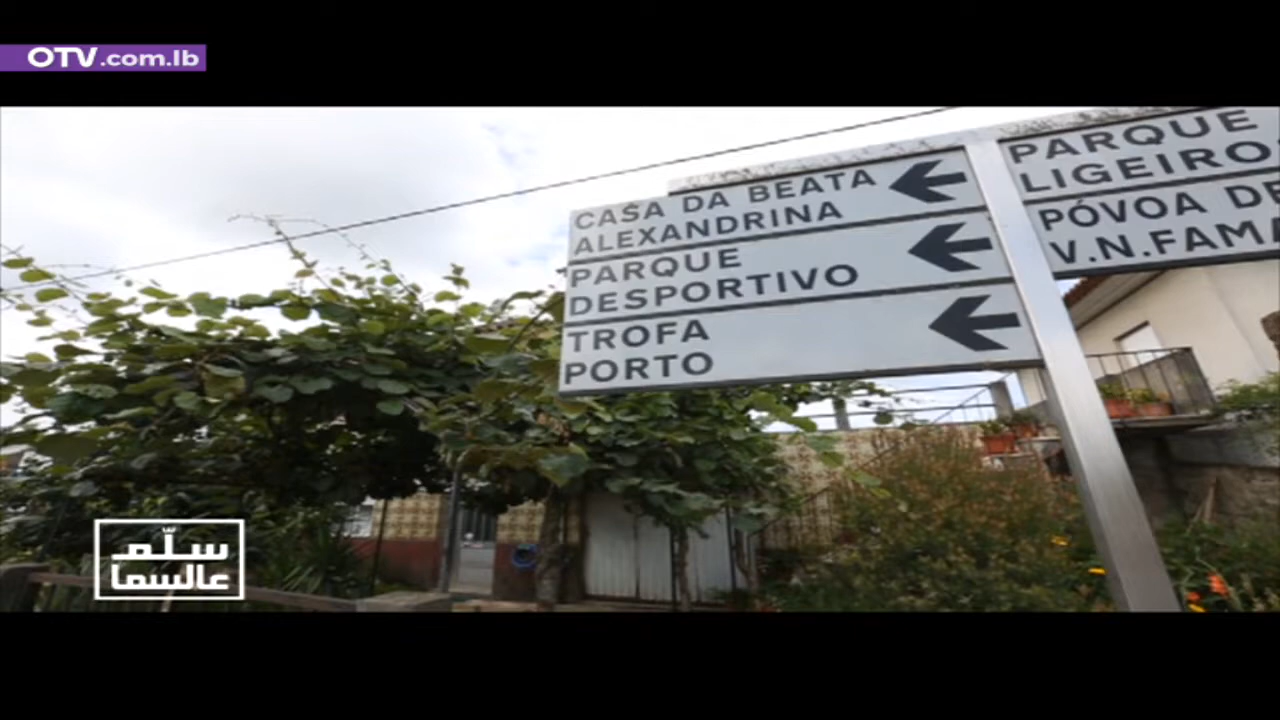 OTV.com.lb
CASA DA BEATA
ALEXANDRINA
PARQUE
DESPORTIVO
TROFA
PORTO
PARQUE
LIGEIRO
PÓVOA DE
V.N.FAMA
سلّم
عالسما